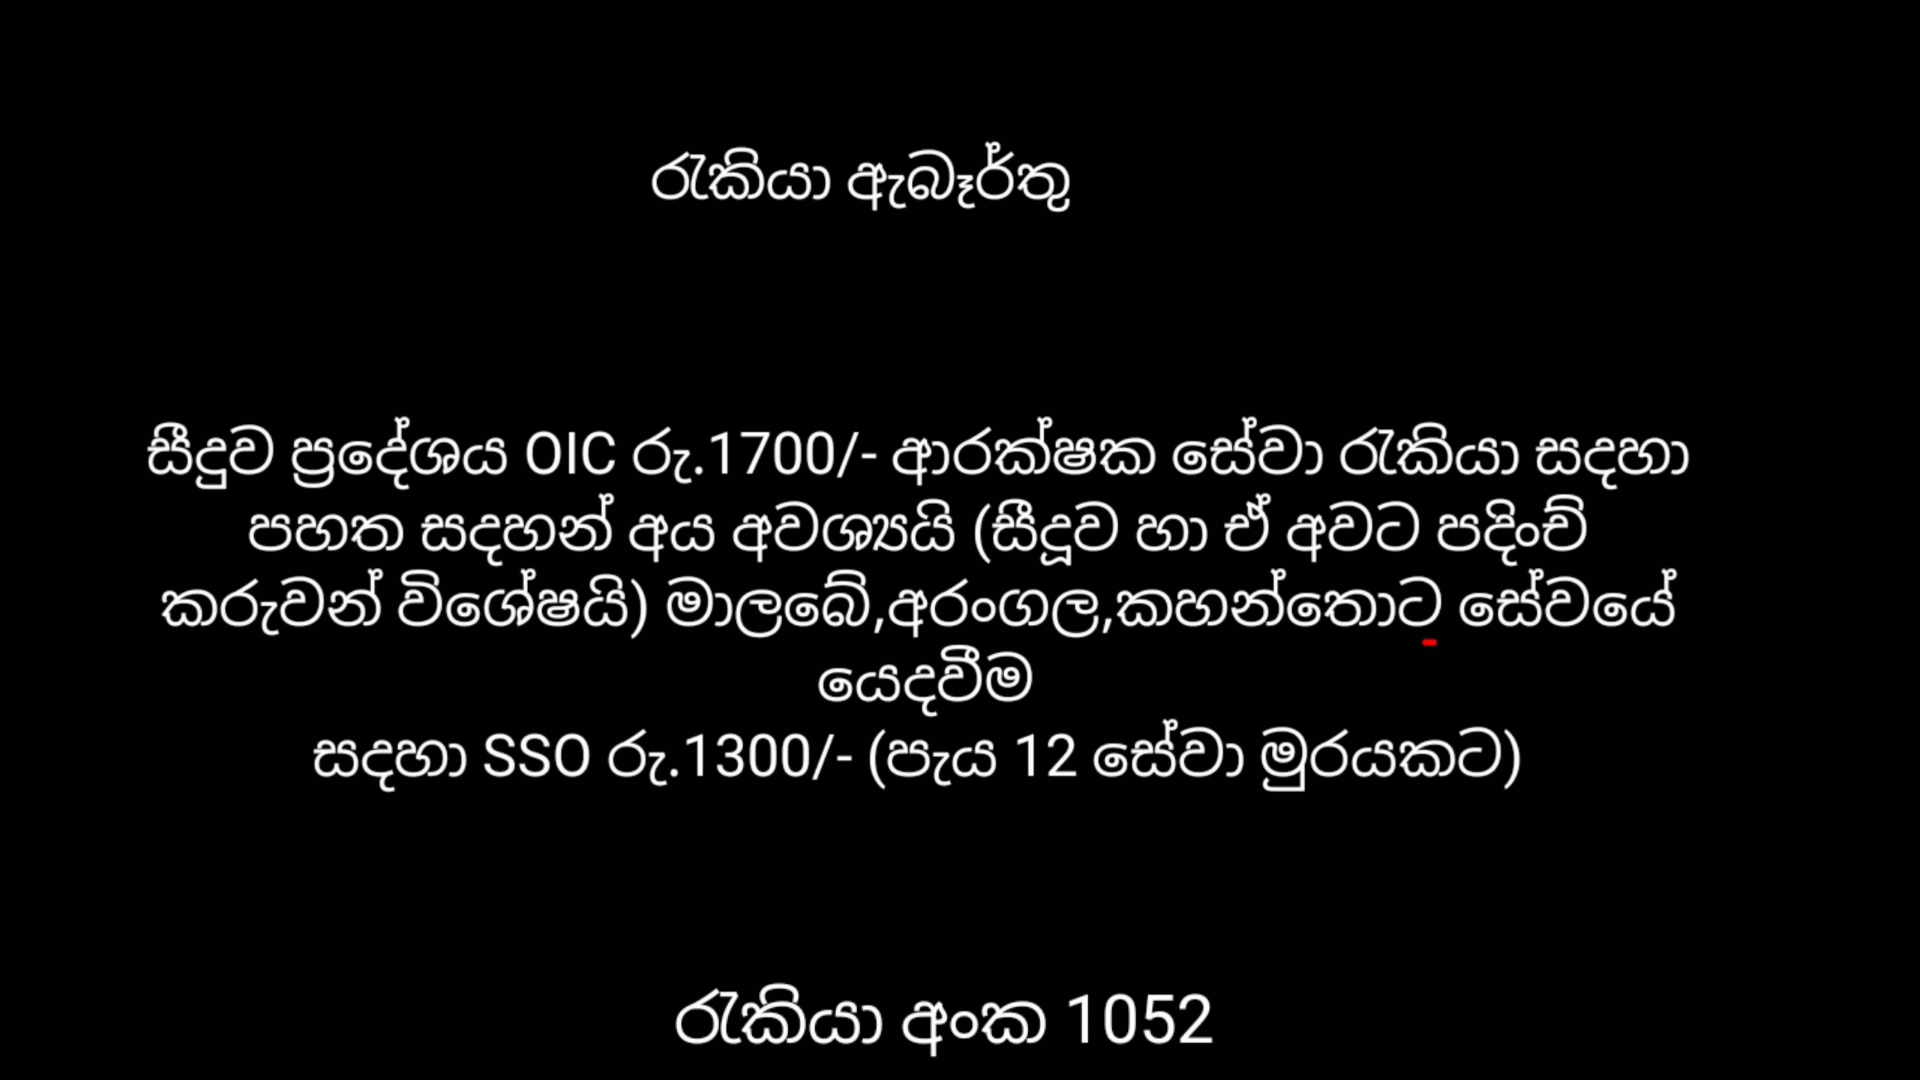 රැකියා ඇබෑර්තු
සීදුව ප්‍රදේශය OIC රු.1700/- ආරක්ෂක සේවා රැකියා සදහා
පහත සදහන් අය අවශ්‍යයි (සීදූව හා ඒ අවට පදිංච්
කරුවන් විශේෂයි) මාලබේ,අරංගල,කහන්තොට සේවයේ
යෙදවීම
සදහා SSO රු.1300/- (පැය 12 සේවා මුරයකට)
රැකියා අංක 1052